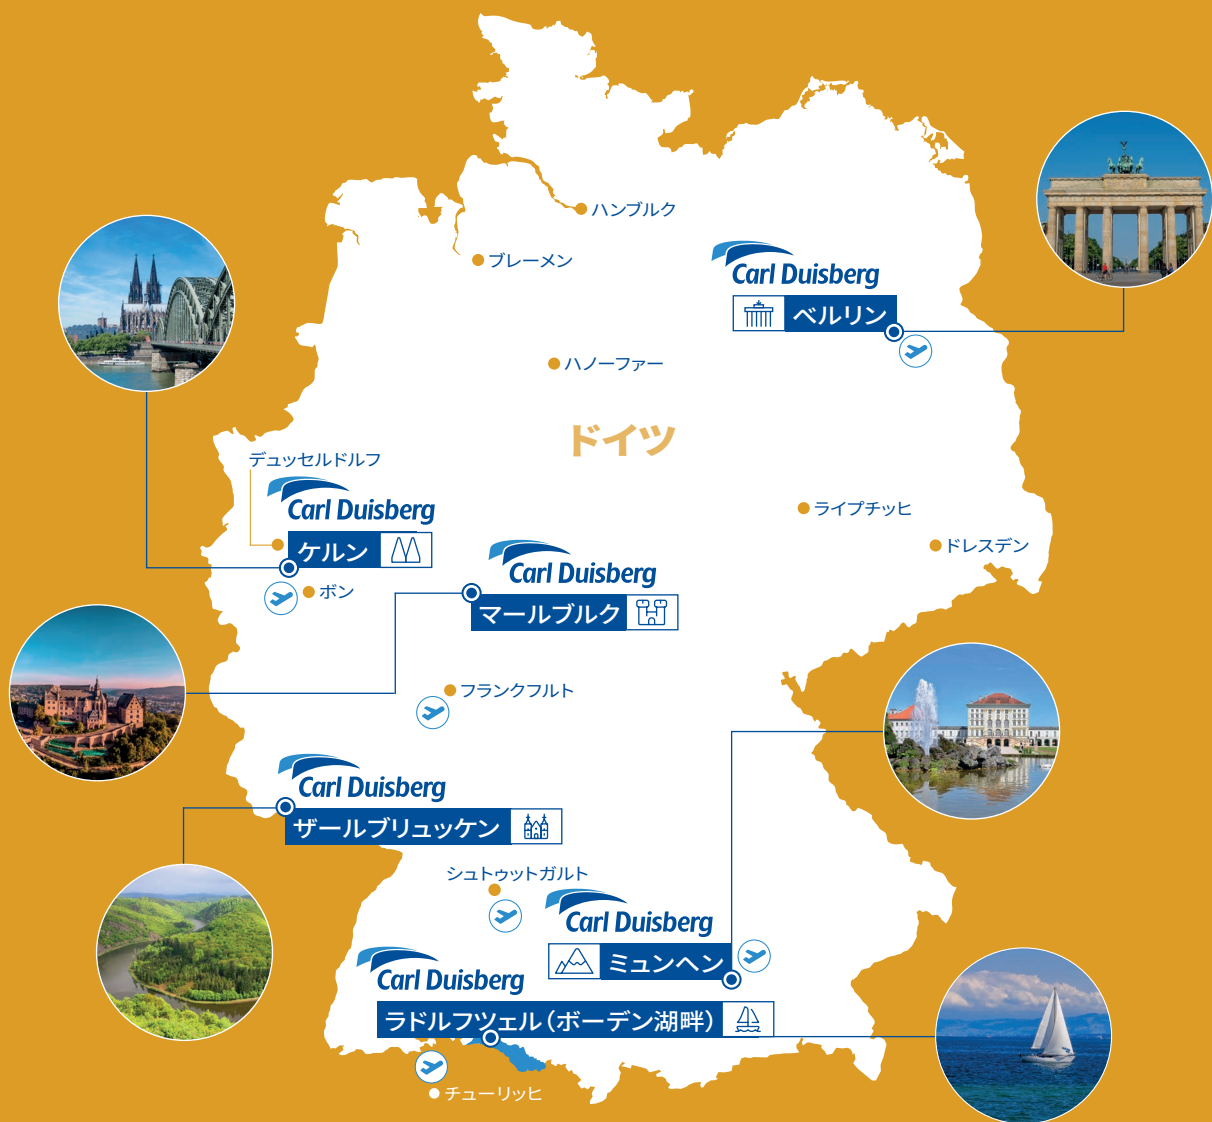 ハンブルク
ブレーメン
Carl Duisberg
ベルリン
ハノーファー
ドイツ
デュッセルドルフ
Carl Duisberg
ケルン
ライプチッヒ
ドレスデン
ボン
Carl Duisberg
マールブルク
フランクフルト
Carl Duisberg
ザールブリュッケン
シュトゥットガルト
Carl Duisberg
ミュンヘン
Carl Duisberg
ラドルフツェル（ボーデン湖畔）
チューリッヒ